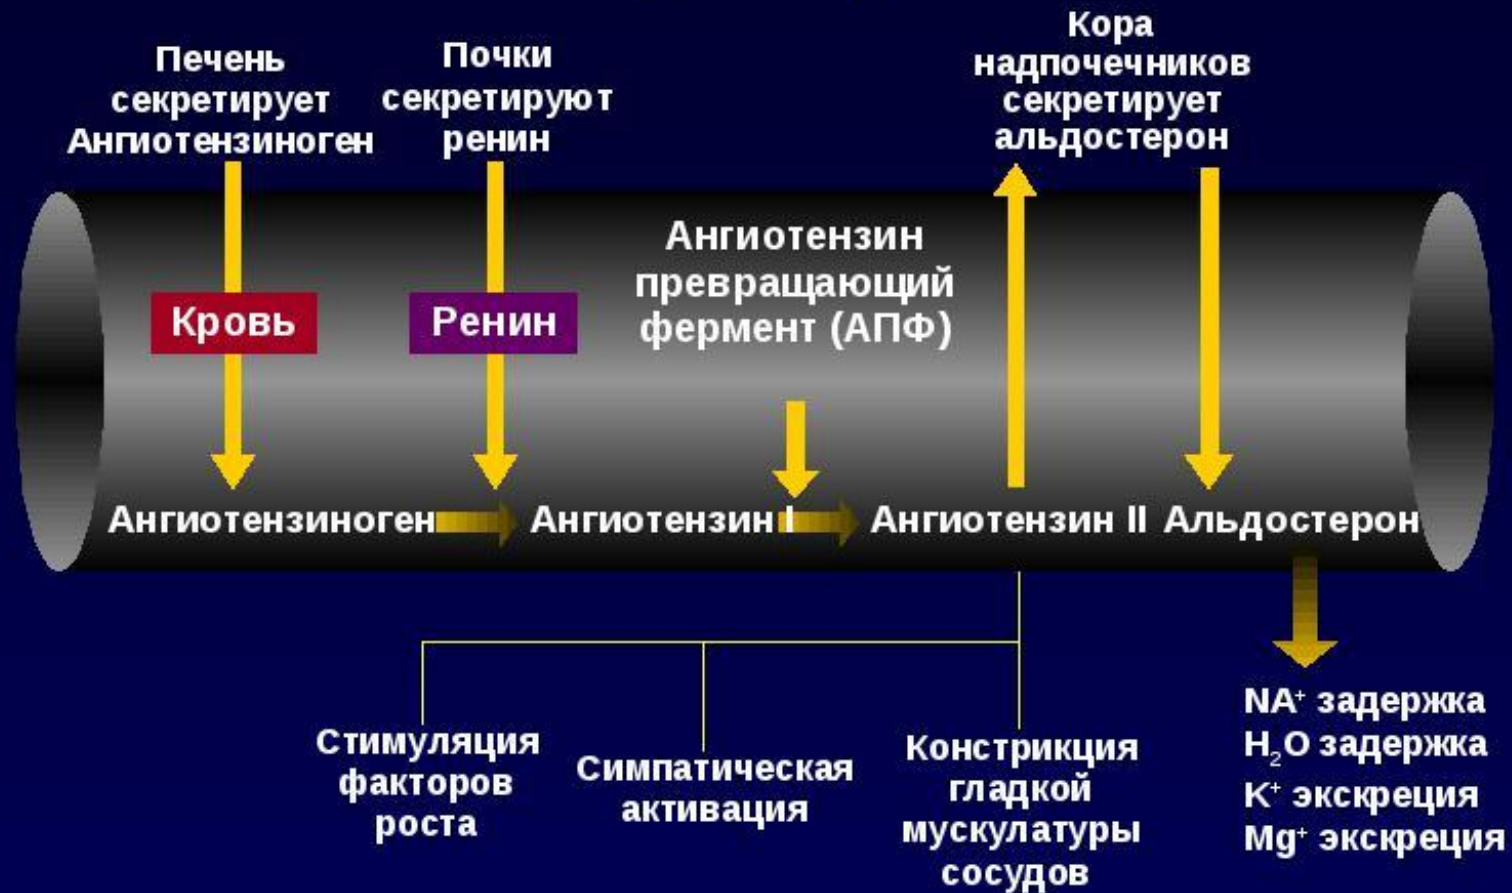 Печень
секретирует
Ангиотензиноген
Почки
секретируют
ренин
Кора
надпочечников
секретирует
альдостерон
Кровь
Ренин
Ангиотензин
превращающий
фермент (АПФ)
Ангиотензиноген
Ангиотензин I
Ангиотензин II
Альдостерон
Стимуляция
факторов
роста
Симпатическая
активация
Констрикция
гладкой
мускулатуры
сосудов
NA⁺ задержка
H₂O задержка
K⁺ экскреция
Mg⁺ экскреция